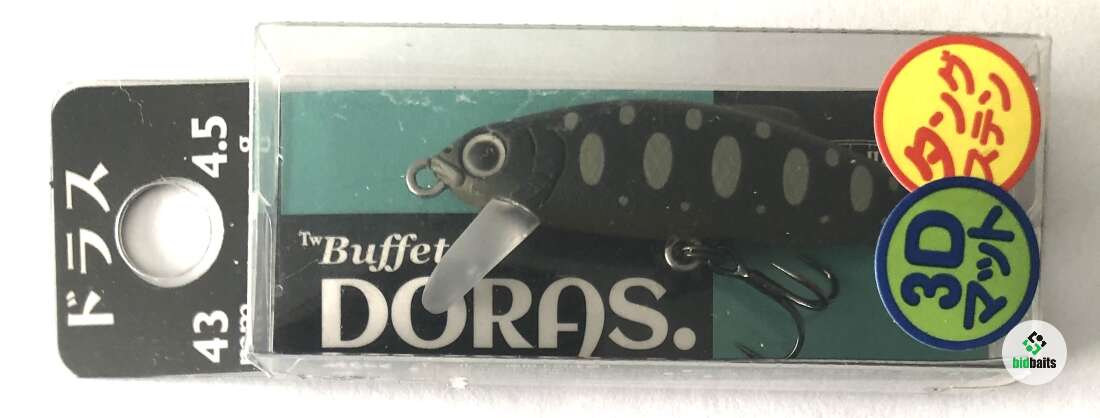 ドラス
43 mm
4.5 g
Tw Buffet
DORAS.
タングステン
3D
マット
bidbaits